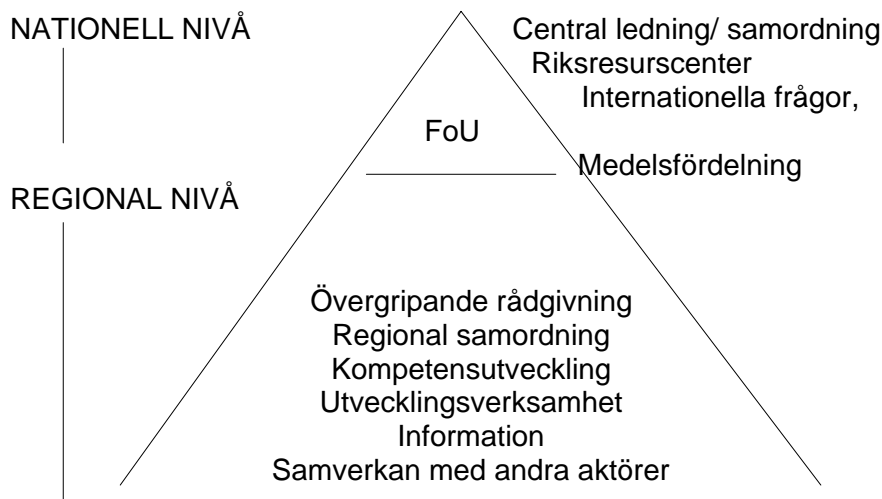 NATIONELL NIVÅ
Central ledning/ samordning
Riksresurscenter
Internationella frågor,
FoU
Medelsfördelning
REGIONAL NIVÅ
Övergripande rådgivning
Regional samordning
Kompetensutveckling
Utvecklingsverksamhet
Information
Samverkan med andra aktörer